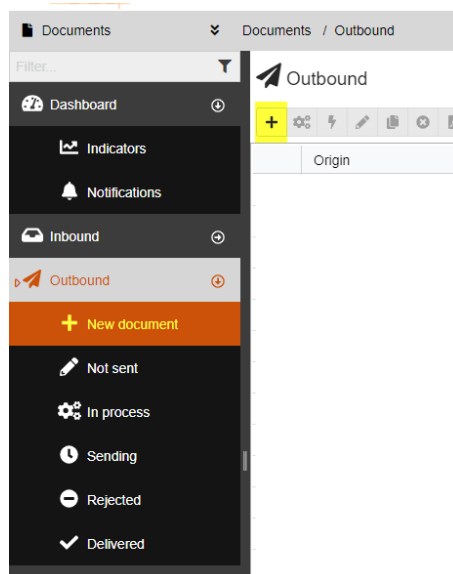 Documents
Documents / Outbound
Filter...
Outbound
Dashboard
Origin
Indicators
Notifications
Inbound
Outbound
New document
Not sent
In process
Sending
Rejected
Delivered